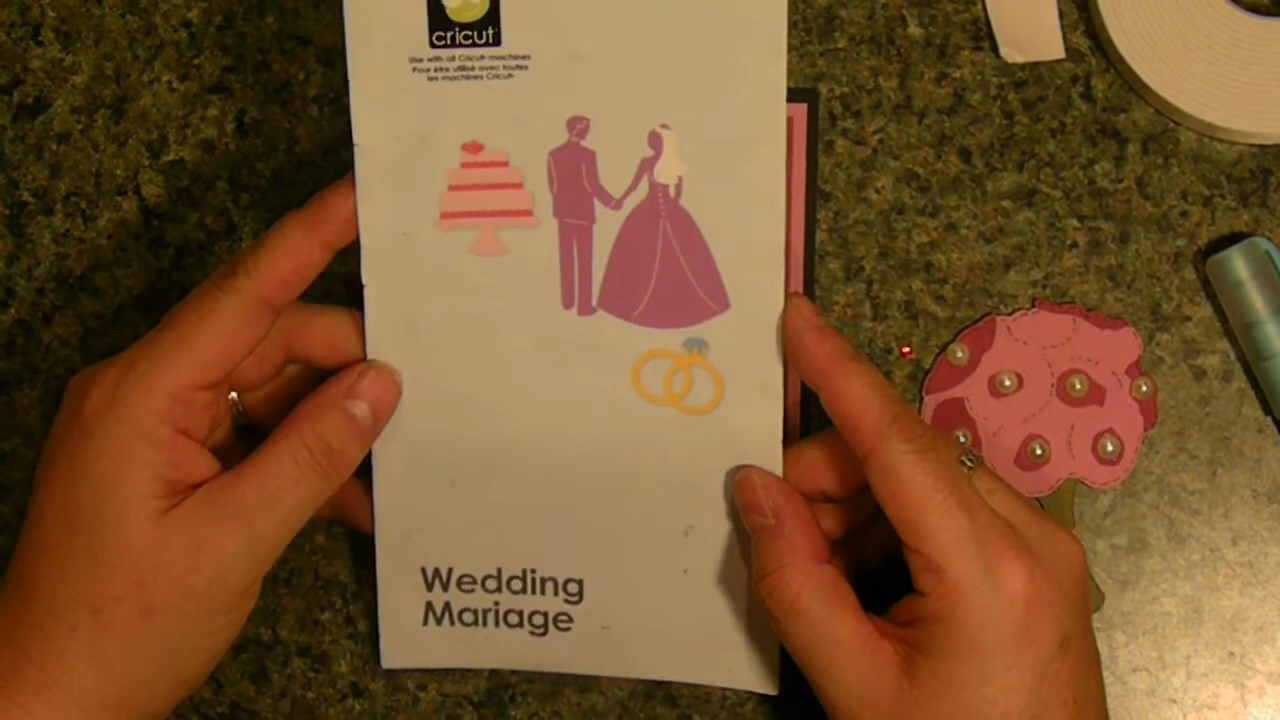 cricut
Use with all Cricut machines
Pour être utilisé avec toutes
les machines Cricut
Wedding
Mariage